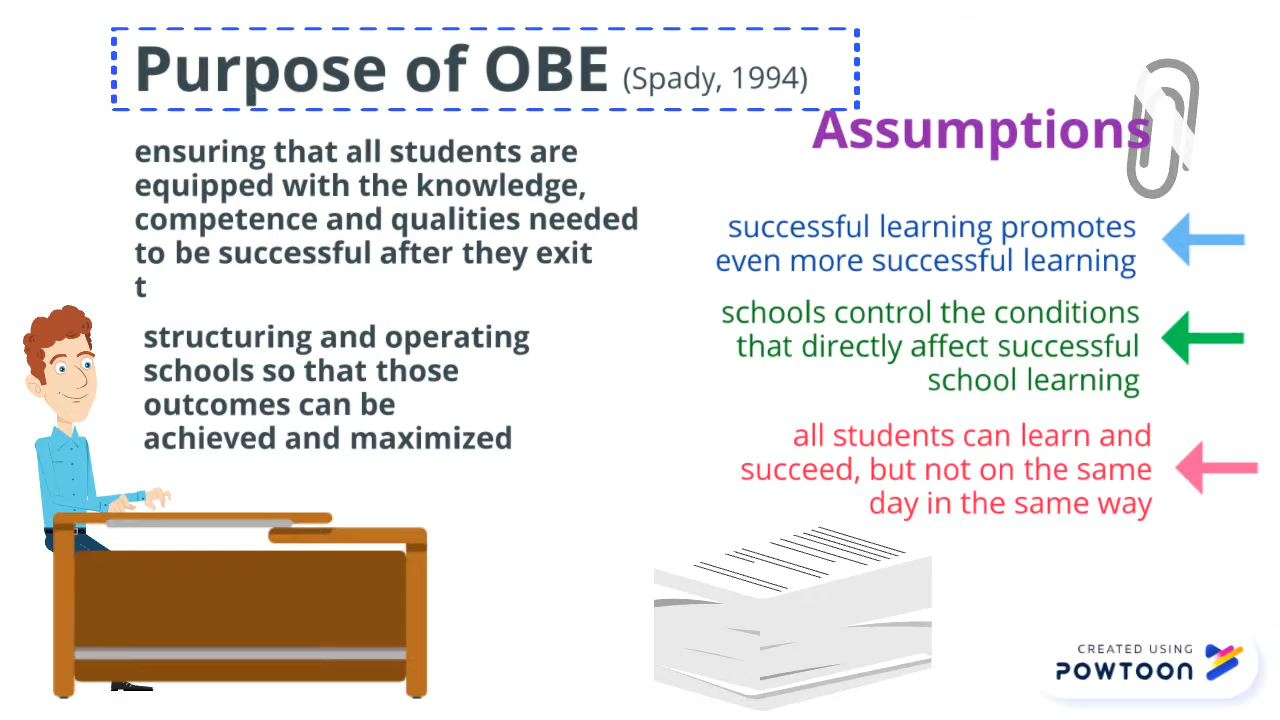 Purpose of OBE (Spady, 1994)
ensuring that all students are
equipped with the knowledge,
competence and qualities needed
to be successful after they exit
t
structuring and operating
schools so that those
outcomes can be
achieved and maximized
Assumptions
successful learning promotes
even more successful learning
schools control the conditions
that directly affect successful
school learning
all students can learn and
succeed, but not on the same
day in the same way
CREATED USING
POWTOON